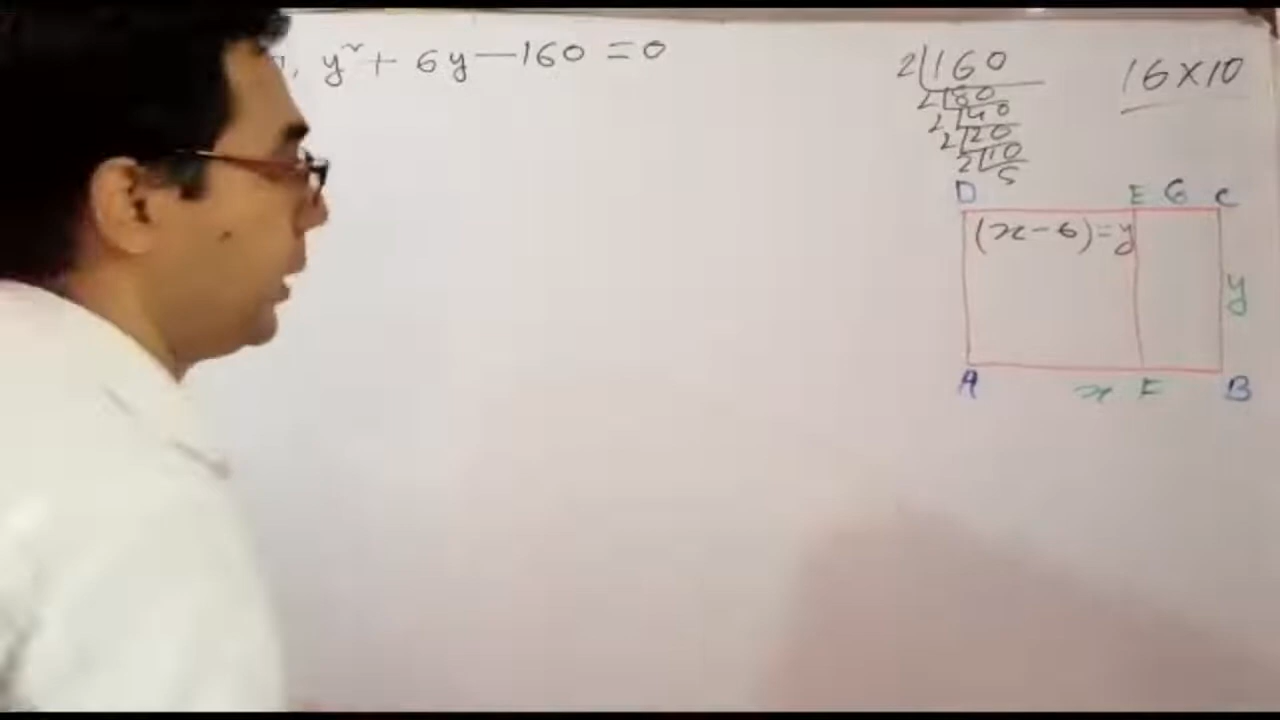 , y² + 6y — 160 = 0
2 160
2 80
2 40
2 20
2 10
5
16 X 10
D E 6 C
(x - 6) = y
y
A x F B